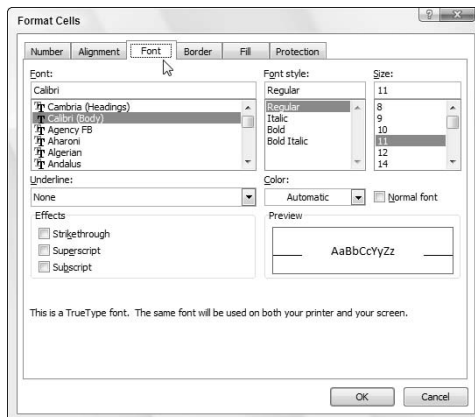 Format Cells
Number Alignment Font Border Fill Protection
Font: Font style: Size:
Calibri Regular 11
Cambria (Headings) Regular 8
Calibri (Body) Italic 9
Agency FB Bold 10
Aharoni Bold Italic 11
Algerian 12
Andalus 14
Underline: Color:
None Automatic Normal font
Effects Preview
Strikethrough
Superscript AaBbCcYyZz
Subscript
This is a TrueType font. The same font will be used on both your printer and your screen.
OK Cancel